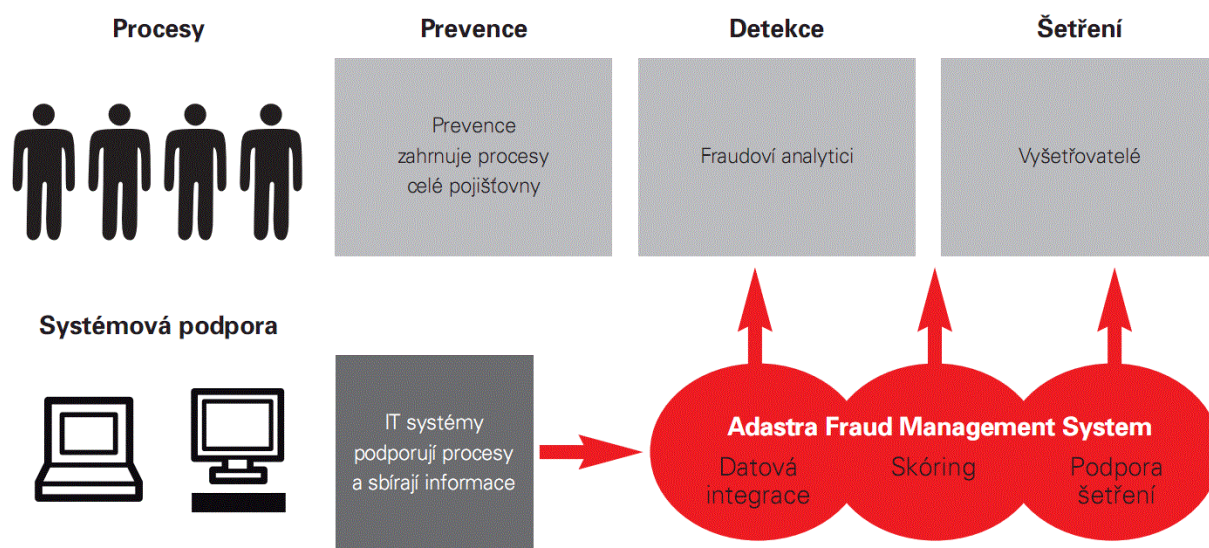 Procesy
Prevence
Detekce
Šetření
Prevence
zahrnuje procesy
celé pojišťovny
Fraudoví analytici
Vyšetřovatelé
Systémová podpora
IT systémy
podporují procesy
a sbírají informace
Adastra Fraud Management System
Datová
integrace
Skóring
Podpora
šetření